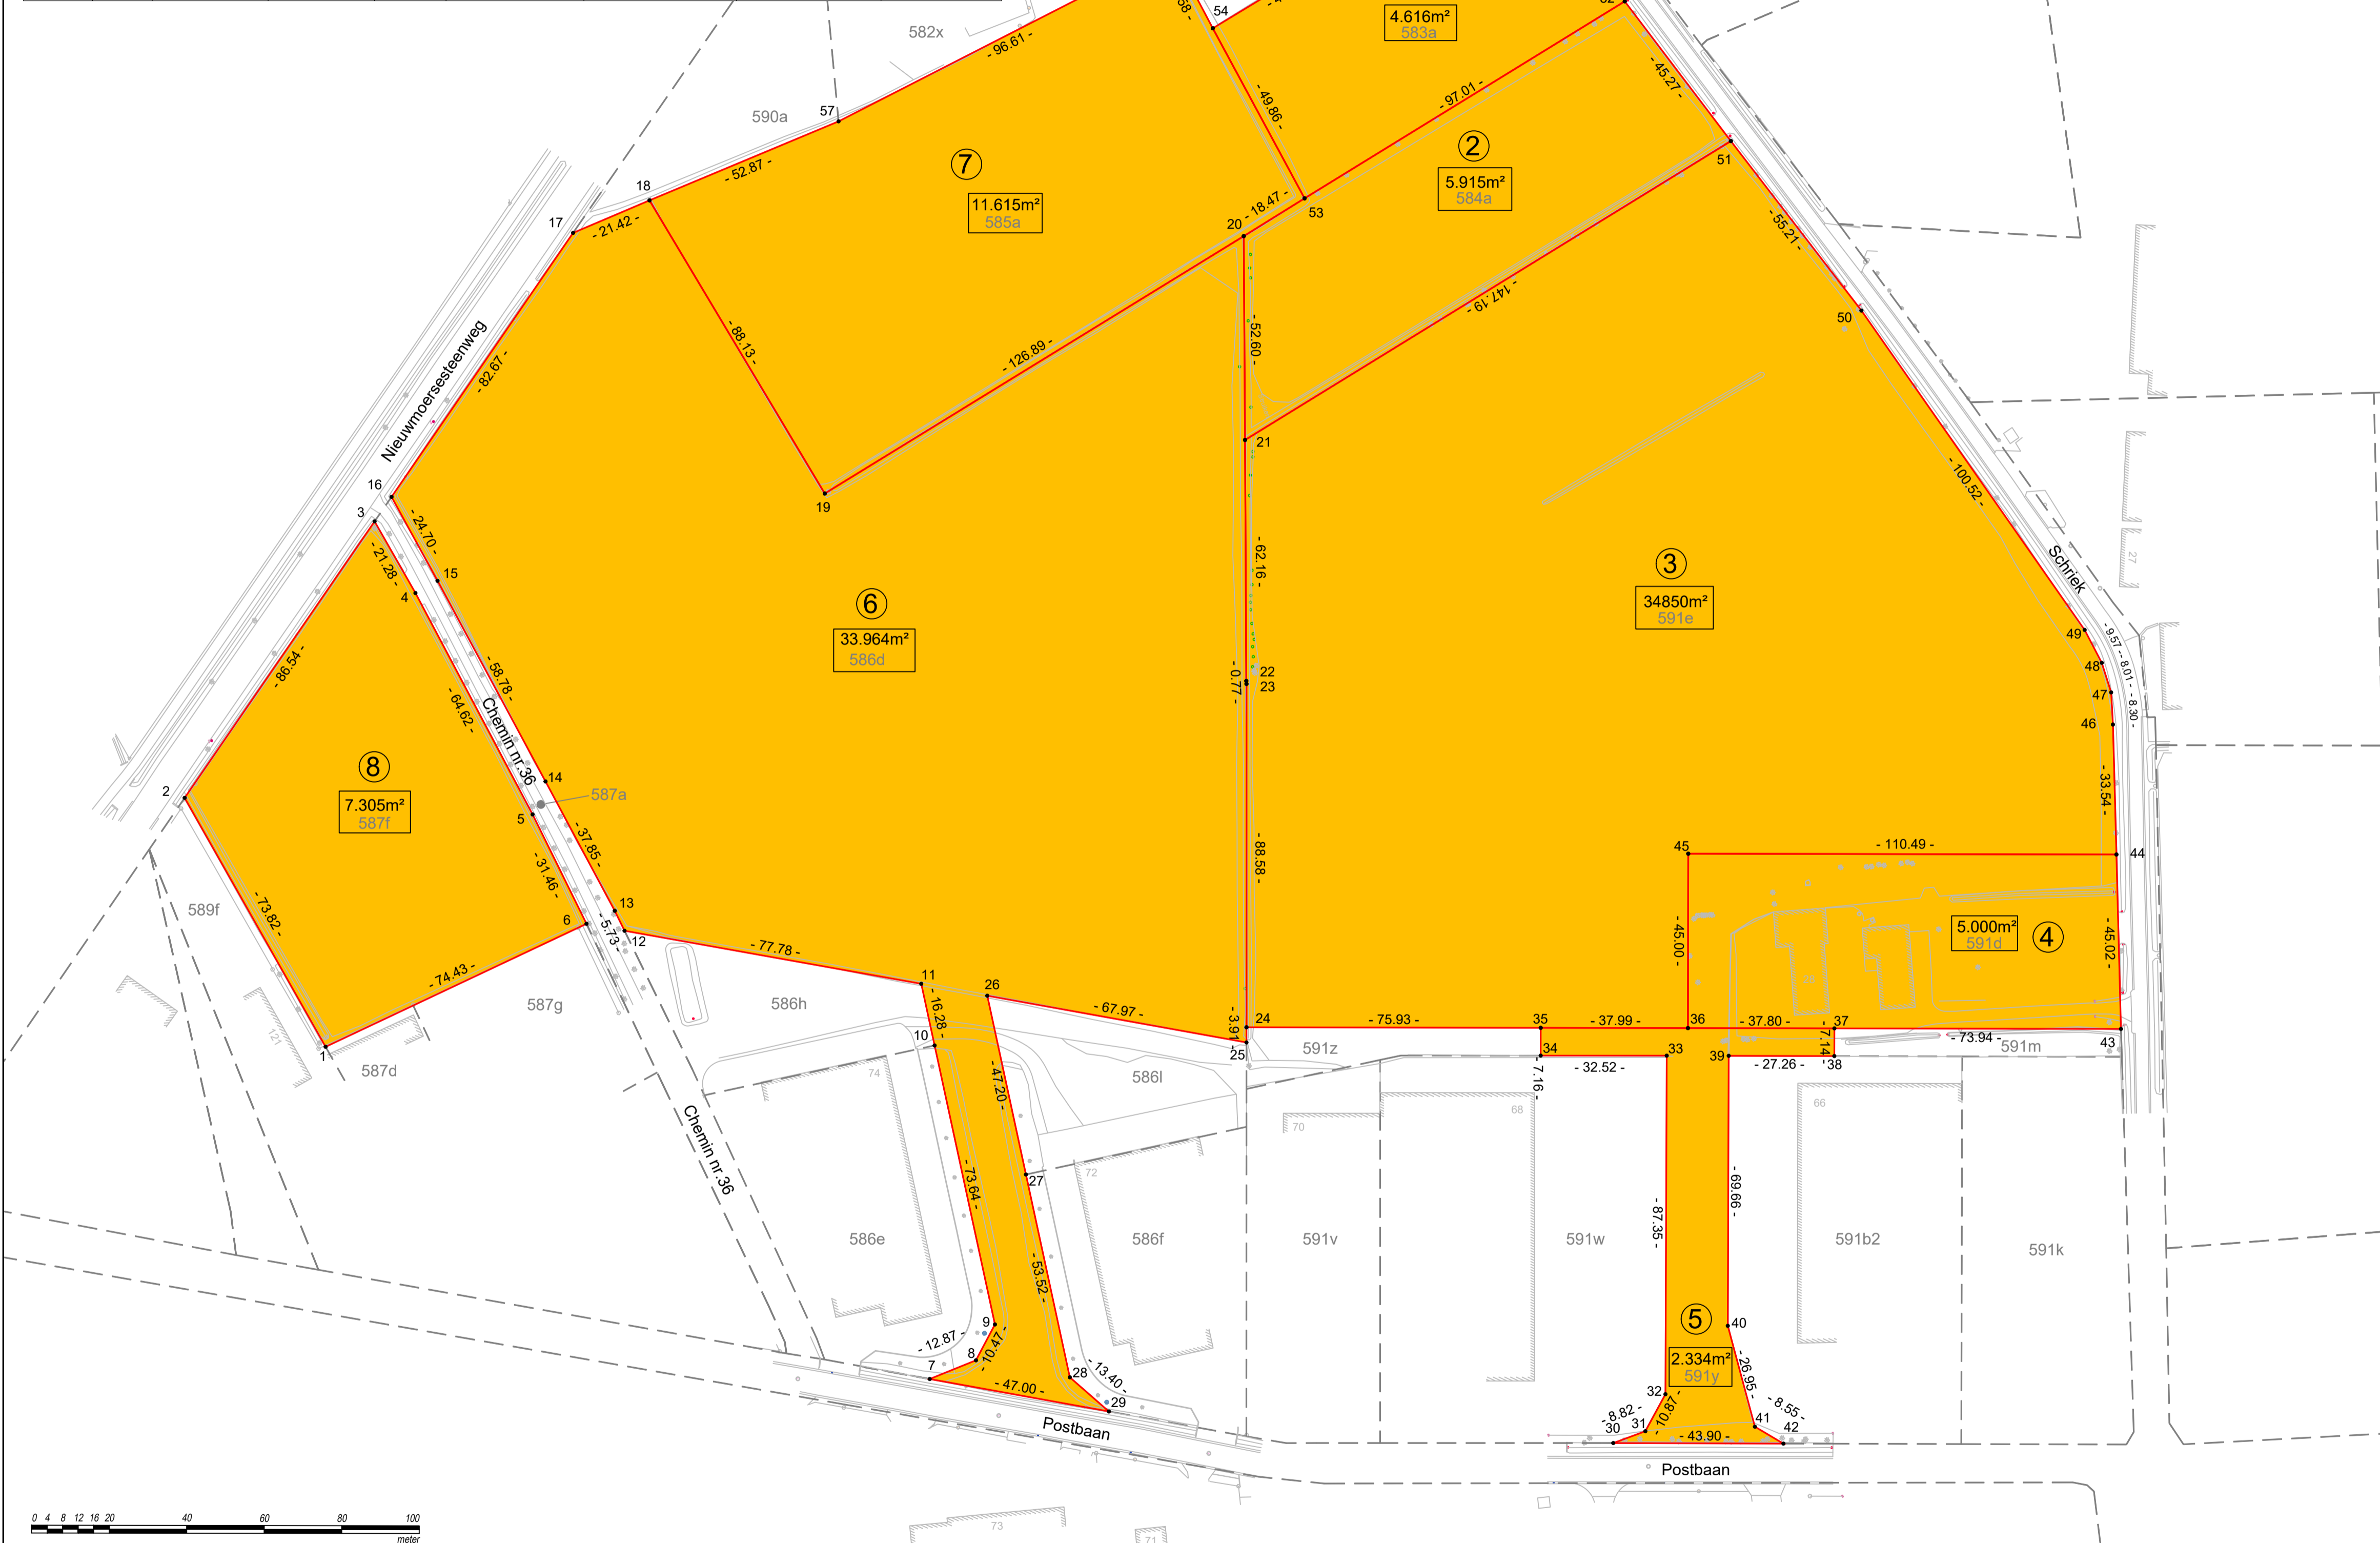 582x
- 96.61 -
54
4.616m²
583a
590a
57
- 49.86 -
- 97.01 -
- 45.27 -
18
- 52.87 -
7
11.615m²
585a
2
5.915m²
584a
51
17
- 21.42 -
20
- 18.47 -
53
- 55.21 -
50
Nieuwmoersesteenweg
- 82.67 -
- 88.13 -
- 126.89 -
- 52.60 -
- 147.19 -
21
19
16
3
- 24.70 -
- 21.28 -
15
4
- 62.16 -
- 100.52 -
Schriek
27
3
34850m²
591e
6
33.964m²
586d
22
23
- 0.77 -
49
48
47
46
- 9.57 -
- 8.01 -
- 8.30 -
- 86.54 -
- 58.78 -
- 64.62 -
Chemin nr.36
14
587a
5
2
8
7.305m²
587f
- 37.85 -
- 31.46 -
- 88.58 -
- 33.54 -
45
- 110.49 -
44
589f
- 73.82 -
13
6
- 5.73 -
12
- 77.78 -
- 45.00 -
5.000m²
591d
4
- 45.02 -
- 74.43 -
11
26
- 16.28 -
- 67.97 -
- 3.91 -
24
- 75.93 -
35
- 37.99 -
36
- 37.80 -
37
121
587g
586h
10
25
591z
34
33
39
- 7.14 -
38
- 73.94 -
591m
43
1
587d
- 7.16 -
- 32.52 -
- 27.26 -
74
586l
- 47.20 -
Chemin nr.36
68
70
66
72
27
- 73.64 -
- 87.35 -
- 69.66 -
586e
586f
591v
591w
591b2
591k
- 53.52 -
9
- 12.87 -
8
- 10.47 -
7
- 47.00 -
28
- 13.40 -
29
5
40
2.334m²
591y
- 26.95 -
32
- 8.82 -
- 10.87 -
30
31
- 43.90 -
41
- 8.55 -
42
Postbaan
Postbaan
0 4 8 12 16 20 40 60 80 100
meter
73
71